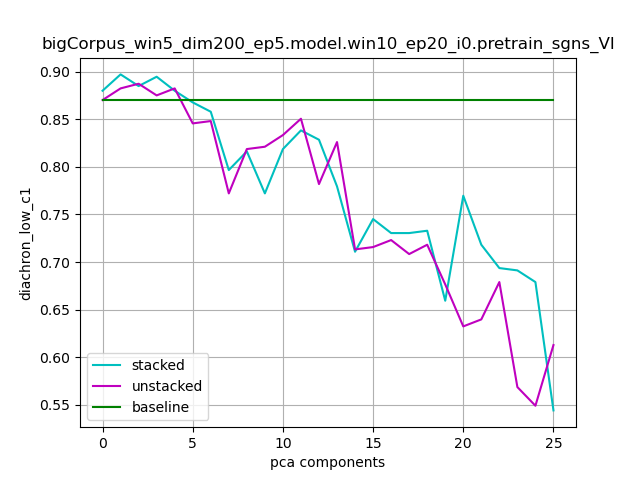 bigCorpus_win5_dim200_ep5.model.win10_ep20_i0.pretrain_sgns_VI
0.90
0.85
0.80
0.75
0.70
0.65
0.60
0.55
diachron_low_c1
stacked
unstacked
baseline
0 5 10 15 20 25
pca components